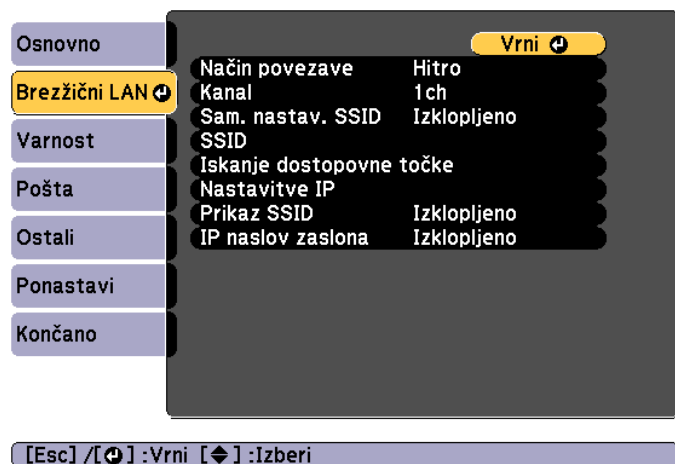 Osnovno
Brezžični LAN
Varnost
Pošta
Ostali
Ponastavi
Končano
Vrni
Način povezave Hitro
Kanal 1ch
Sam. nastav. SSID Izklopljeno
SSID
Iskanje dostopovne točke
Nastavitve IP
Prikaz SSID Izklopljeno
IP naslov zaslona Izklopljeno
[Esc] /[⏎] :Vrni [◆] :Izberi